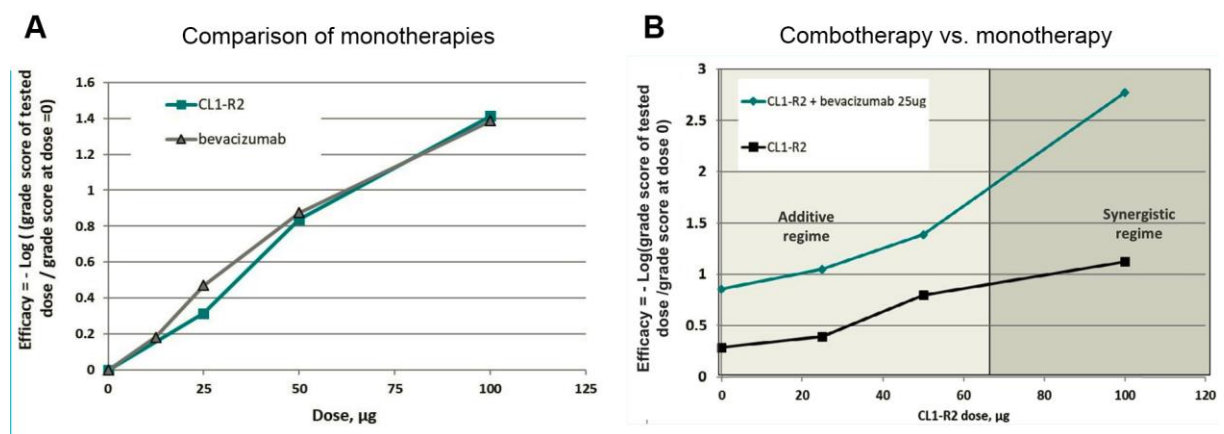 A
Comparison of monotherapies
Efficacy = - Log ( (grade score of tested
dose / grade score at dose =0)
1.6
1.4
1.2
1
0.8
0.6
0.4
0.2
0
CL1-R2
bevacizumab
0 25 50 75 100 125
Dose, µg
B
Combotherapy vs. monotherapy
Efficacy = - Log(grade score of tested
dose /grade score at dose 0)
3
2.5
2
1.5
1
0.5
0
CL1-R2 + bevacizumab 25ug
CL1-R2
Additive
regime
Synergistic
regime
0 20 40 60 80 100 120
CL1-R2 dose, µg